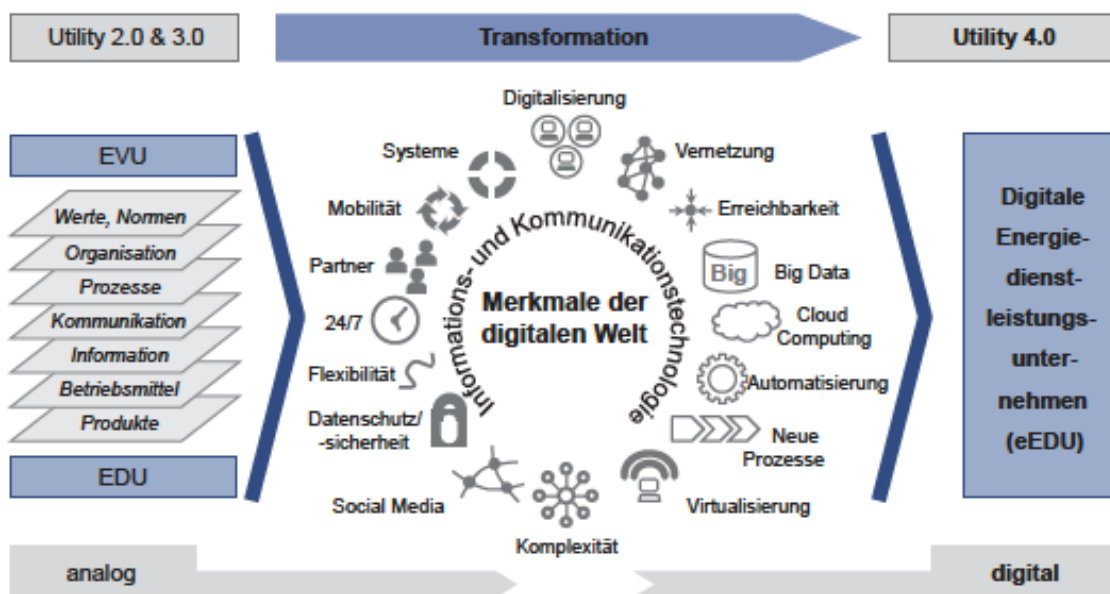 Utility 2.0 & 3.0
Transformation
Utility 4.0
EVU
Werte, Normen
Organisation
Prozesse
Kommunikation
Information
Betriebsmittel
Produkte
EDU
Digitalisierung
Systeme
Vernetzung
Mobilität
Erreichbarkeit
Partner
Big
Big Data
24/7
Cloud
Computing
Flexibilität
Automatisierung
Datenschutz/
-sicherheit
Neue
Prozesse
Social Media
Virtualisierung
Komplexität
Informations- und Kommunikationstechnologie
Merkmale der
digitalen Welt
Digitale
Energie-
dienst-
leistungs-
unter-
nehmen
(eEDU)
analog
digital